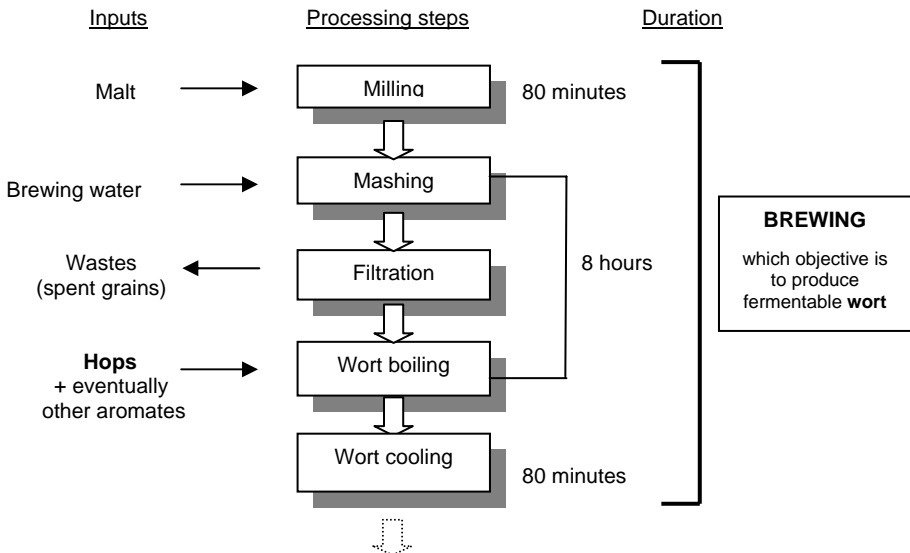 Inputs
Processing steps
Duration
Malt
Milling
80 minutes
Brewing water
Mashing
Wastes
(spent grains)
Filtration
8 hours
BREWING
which objective is
to produce
fermentable wort
Hops
+ eventually
other aromates
Wort boiling
Wort cooling
80 minutes